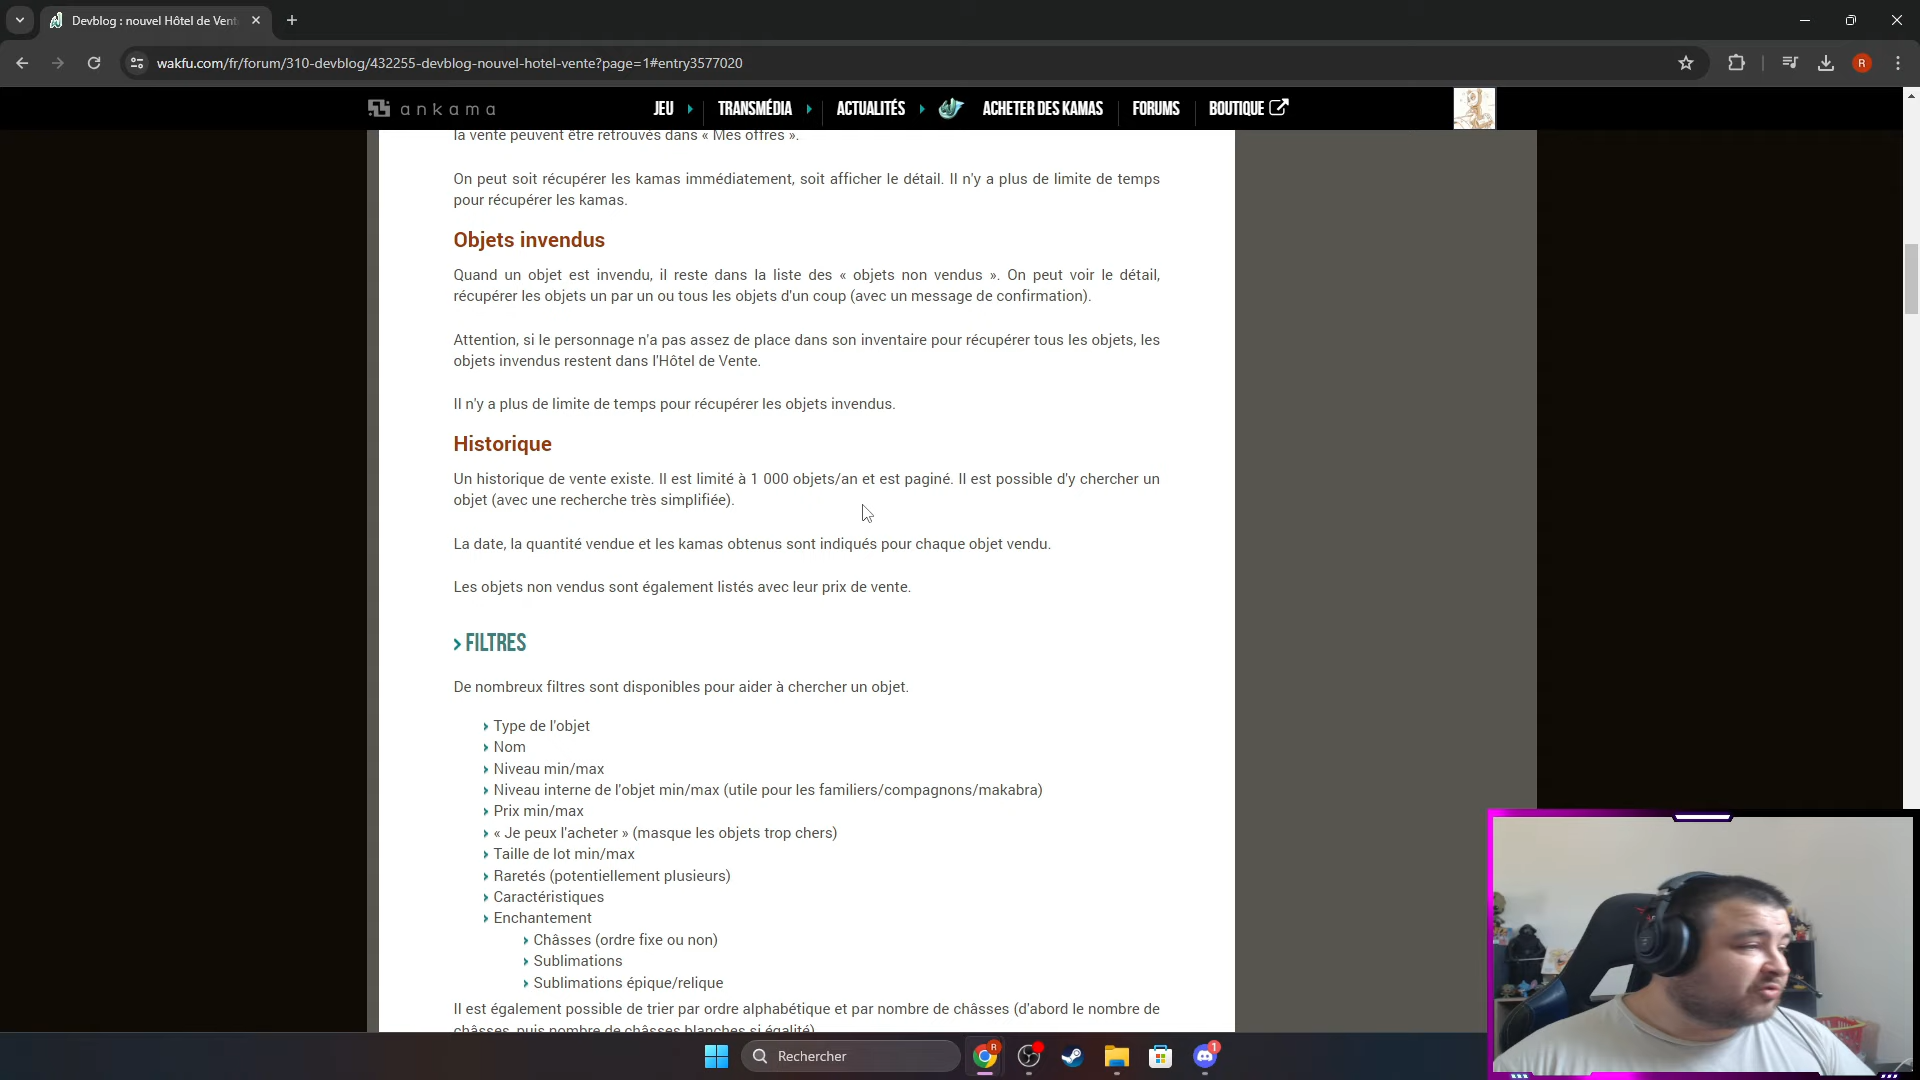 Devblog : nouvel Hôtel de Vent
wakfu.com/fr/forum/310-devblog/432255-devblog-nouvel-hotel-vente?page=1#entry3577020
R
ankama
JEU
TRANSMÉDIA
ACTUALITÉS
ACHETER DES KAMAS
FORUMS
BOUTIQUE
la vente peuvent être retrouvés dans « Mes offres ».
On peut soit récupérer les kamas immédiatement, soit afficher le détail. Il n'y a plus de limite de temps
pour récupérer les kamas.
Objets invendus
Quand un objet est invendu, il reste dans la liste des « objets non vendus ». On peut voir le détail,
récupérer les objets un par un ou tous les objets d'un coup (avec un message de confirmation).
Attention, si le personnage n'a pas assez de place dans son inventaire pour récupérer tous les objets, les
objets invendus restent dans l'Hôtel de Vente.
Il n'y a plus de limite de temps pour récupérer les objets invendus.
Historique
Un historique de vente existe. Il est limité à 1 000 objets/an et est paginé. Il est possible d'y chercher un
objet (avec une recherche très simplifiée).
La date, la quantité vendue et les kamas obtenus sont indiqués pour chaque objet vendu.
Les objets non vendus sont également listés avec leur prix de vente.
> FILTRES
De nombreux filtres sont disponibles pour aider à chercher un objet.
Type de l'objet
Nom
Niveau min/max
Niveau interne de l'objet min/max (utile pour les familiers/compagnons/makabra)
Prix min/max
« Je peux l'acheter » (masque les objets trop chers)
Taille de lot min/max
Raretés (potentiellement plusieurs)
Caractéristiques
Enchantement
Châsses (ordre fixe ou non)
Sublimations
Sublimations épique/relique
Il est également possible de trier par ordre alphabétique et par nombre de châsses (d'abord le nombre de
châsses, puis nombre de châsses blanches si égalité)
Rechercher
R
1